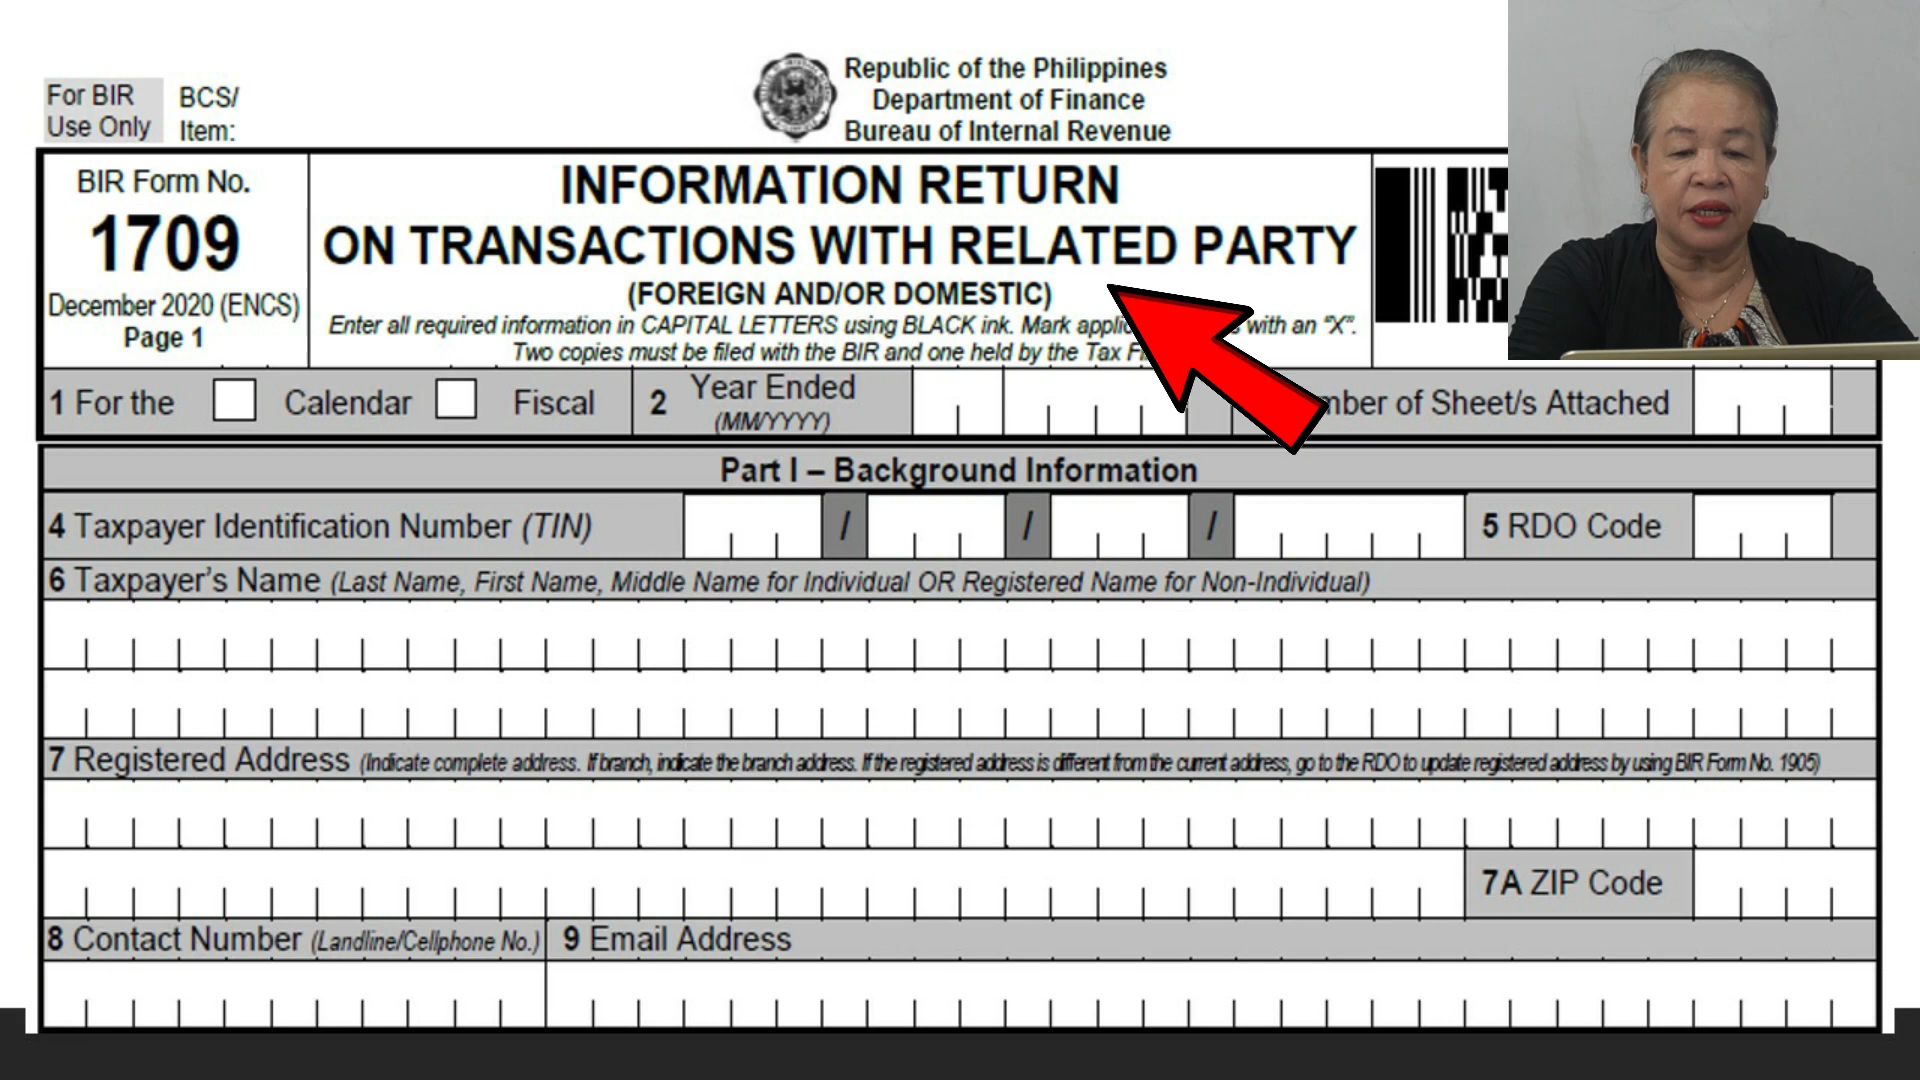 For BIR
Use Only
BCS/
Item:
Republic of the Philippines
Department of Finance
Bureau of Internal Revenue
BIR Form No.
1709
December 2020 (ENCS)
Page 1
INFORMATION RETURN
ON TRANSACTIONS WITH RELATED PARTY
(FOREIGN AND/OR DOMESTIC)
Enter all required information in CAPITAL LETTERS using BLACK ink. Mark with an "X".
Two copies must be filed with the BIR and one held by the Tax
1 For the Calendar Fiscal
2 Year Ended
(MM/YYYY)
of Sheet/s Attached
Part I – Background Information
4 Taxpayer Identification Number (TIN) / / / 5 RDO Code
6 Taxpayer's Name (Last Name, First Name, Middle Name for Individual OR Registered Name for Non-Individual)
7 Registered Address (Indicate complete address. If branch, indicate the branch address. If the registered address is different from the current address, go to the RDO to update registered address by using BIR Form No. 1905)
7A ZIP Code
8 Contact Number (Landline/Cellphone No.) 9 Email Address